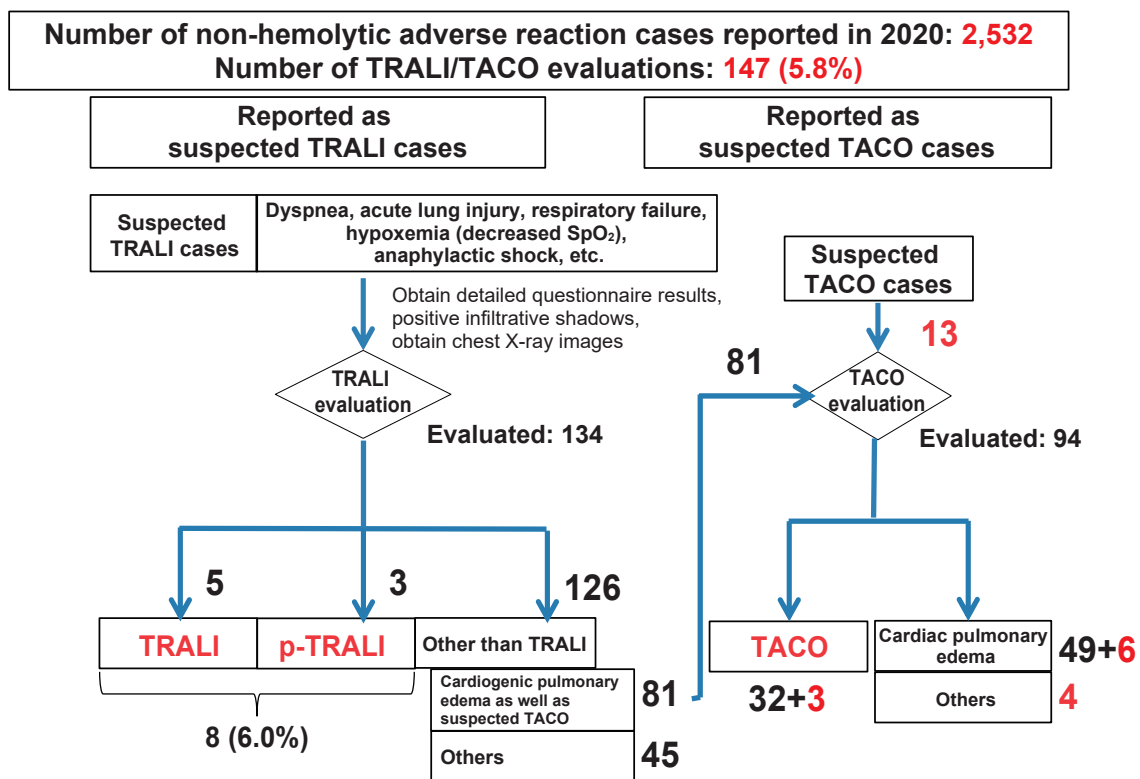 Number of non-hemolytic adverse reaction cases reported in 2020: 2,532
Number of TRALI/TACO evaluations: 147 (5.8%)
Reported as
suspected TRALI cases
Reported as
suspected TACO cases
Suspected
TRALI cases
Dyspnea, acute lung injury, respiratory failure,
hypoxemia (decreased SpO₂),
anaphylactic shock, etc.
Suspected
TACO cases
Obtain detailed questionnaire results,
positive infiltrative shadows,
obtain chest X-ray images
13
81
TRALI
evaluation
TACO
evaluation
Evaluated: 134
Evaluated: 94
5
3
126
TRALI
p-TRALI
Other than TRALI
TACO
Cardiac pulmonary
edema
49+6
Cardiogenic pulmonary
edema as well as
suspected TACO
81
32+3
Others
4
8 (6.0%)
Others
45